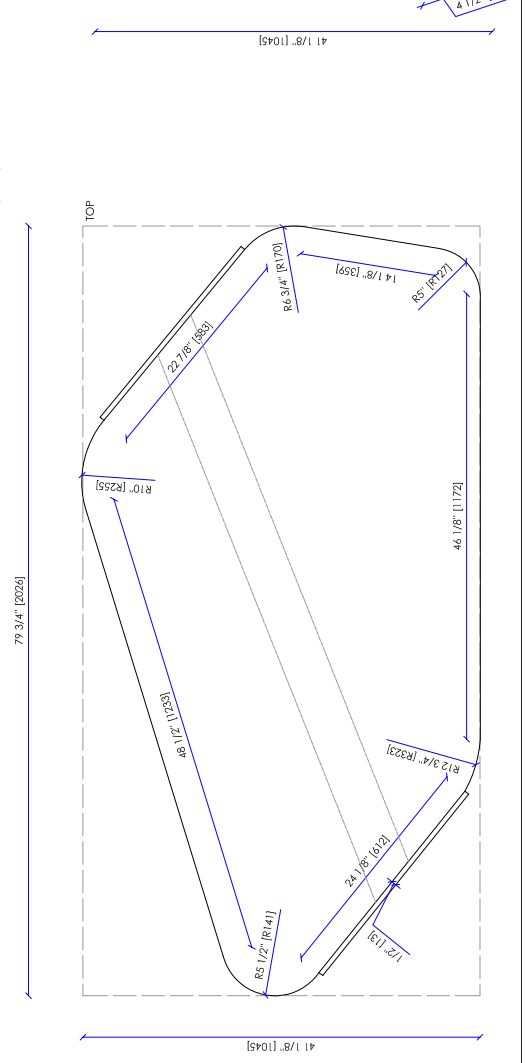 4 1/2"
41 1/8" [1045]
TOP
R6 3/4" [R170]
14 1/8" [359]
R5" [R127]
22 7/8" [583]
R10" [R255]
46 1/8" [1172]
79 3/4" [2026]
48 1/2" [1233]
R12 3/4" [R323]
24 1/8" [612]
R5 1/2" [R141]
1/2" [13]
41 1/8" [1045]